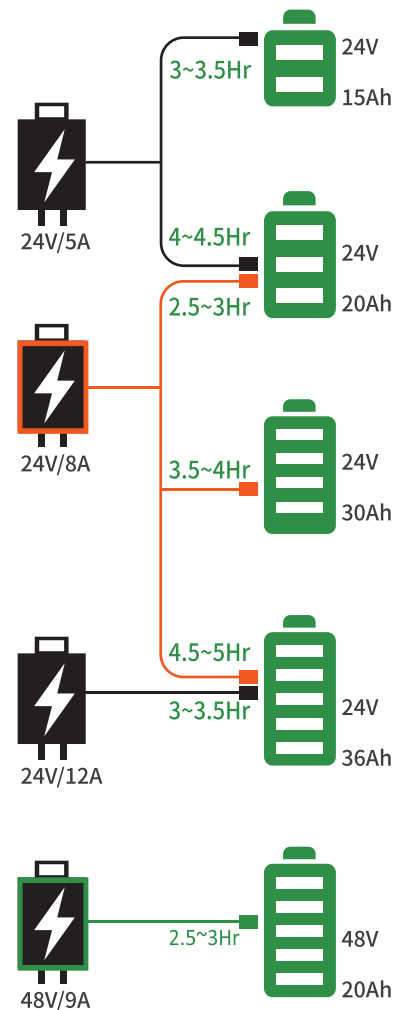 3~3.5Hr
24V
15Ah
24V/5A
4~4.5Hr
24V
2.5~3Hr
20Ah
24V/8A
3.5~4Hr
24V
30Ah
4.5~5Hr
24V
3~3.5Hr
36Ah
24V/12A
2.5~3Hr
48V
20Ah
48V/9A